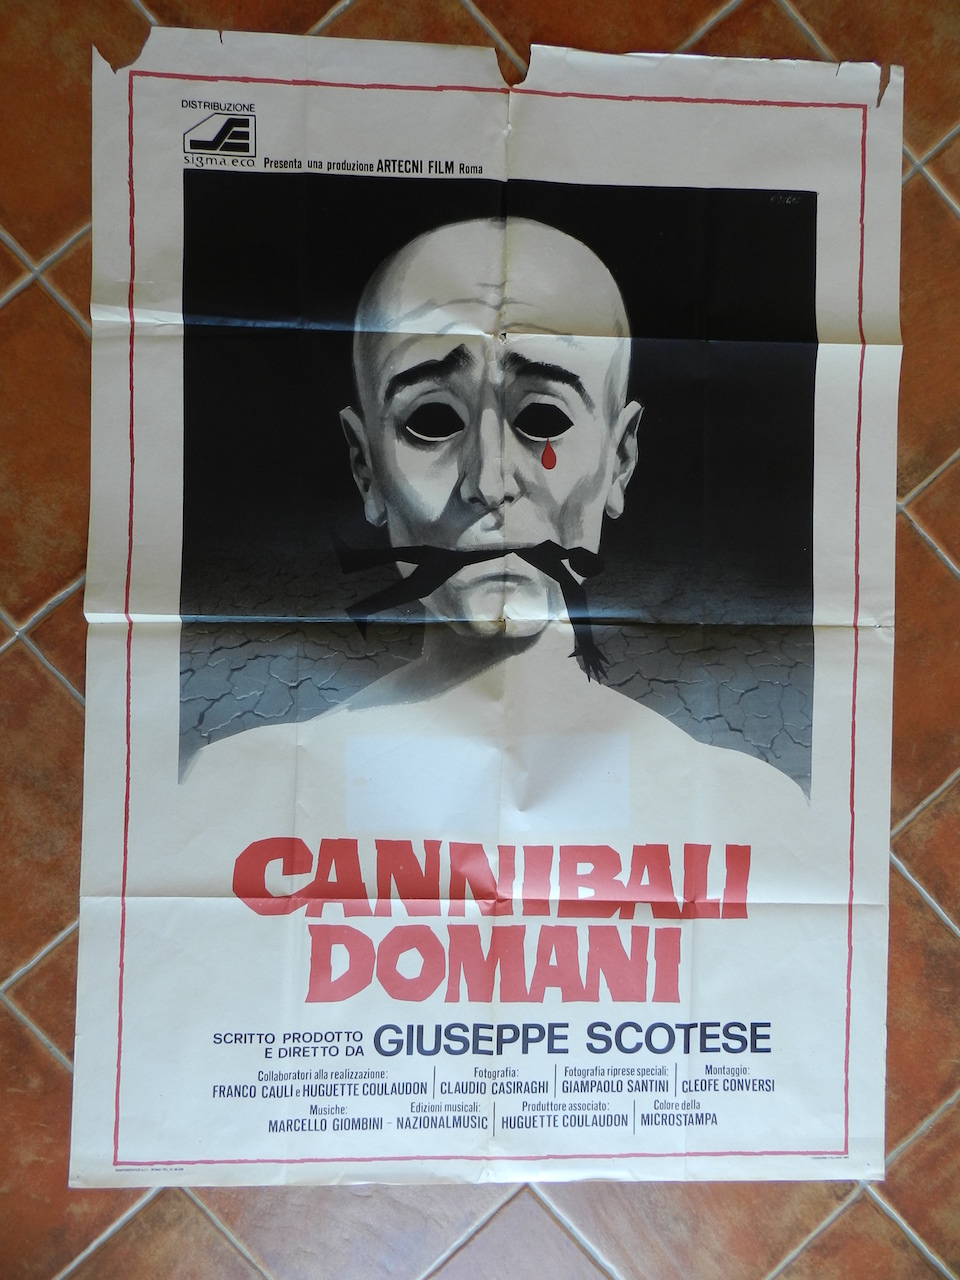 DISTRIBUZIONE
sigma.eco
Presenta una produzione ARTECNI FILM Roma
CANNIBALI
DOMANI
SCRITTO PRODOTTO
E DIRETTO DA GIUSEPPE SCOTESE
Collaboratori alla realizzazione:
FRANCO CAULI e HUGUETTE COULAUDON
Fotografia:
CLAUDIO CASIRAGHI
Fotografia riprese speciali:
GIAMPAOLO SANTINI
Montaggio:
CLEOFE CONVERSI
Musiche:
MARCELLO GIOMBINI -
Edizioni musicali:
NAZIONALMUSIC
Produttore associato:
HUGUETTE COULAUDON
Colore della
MICROSTAMPA